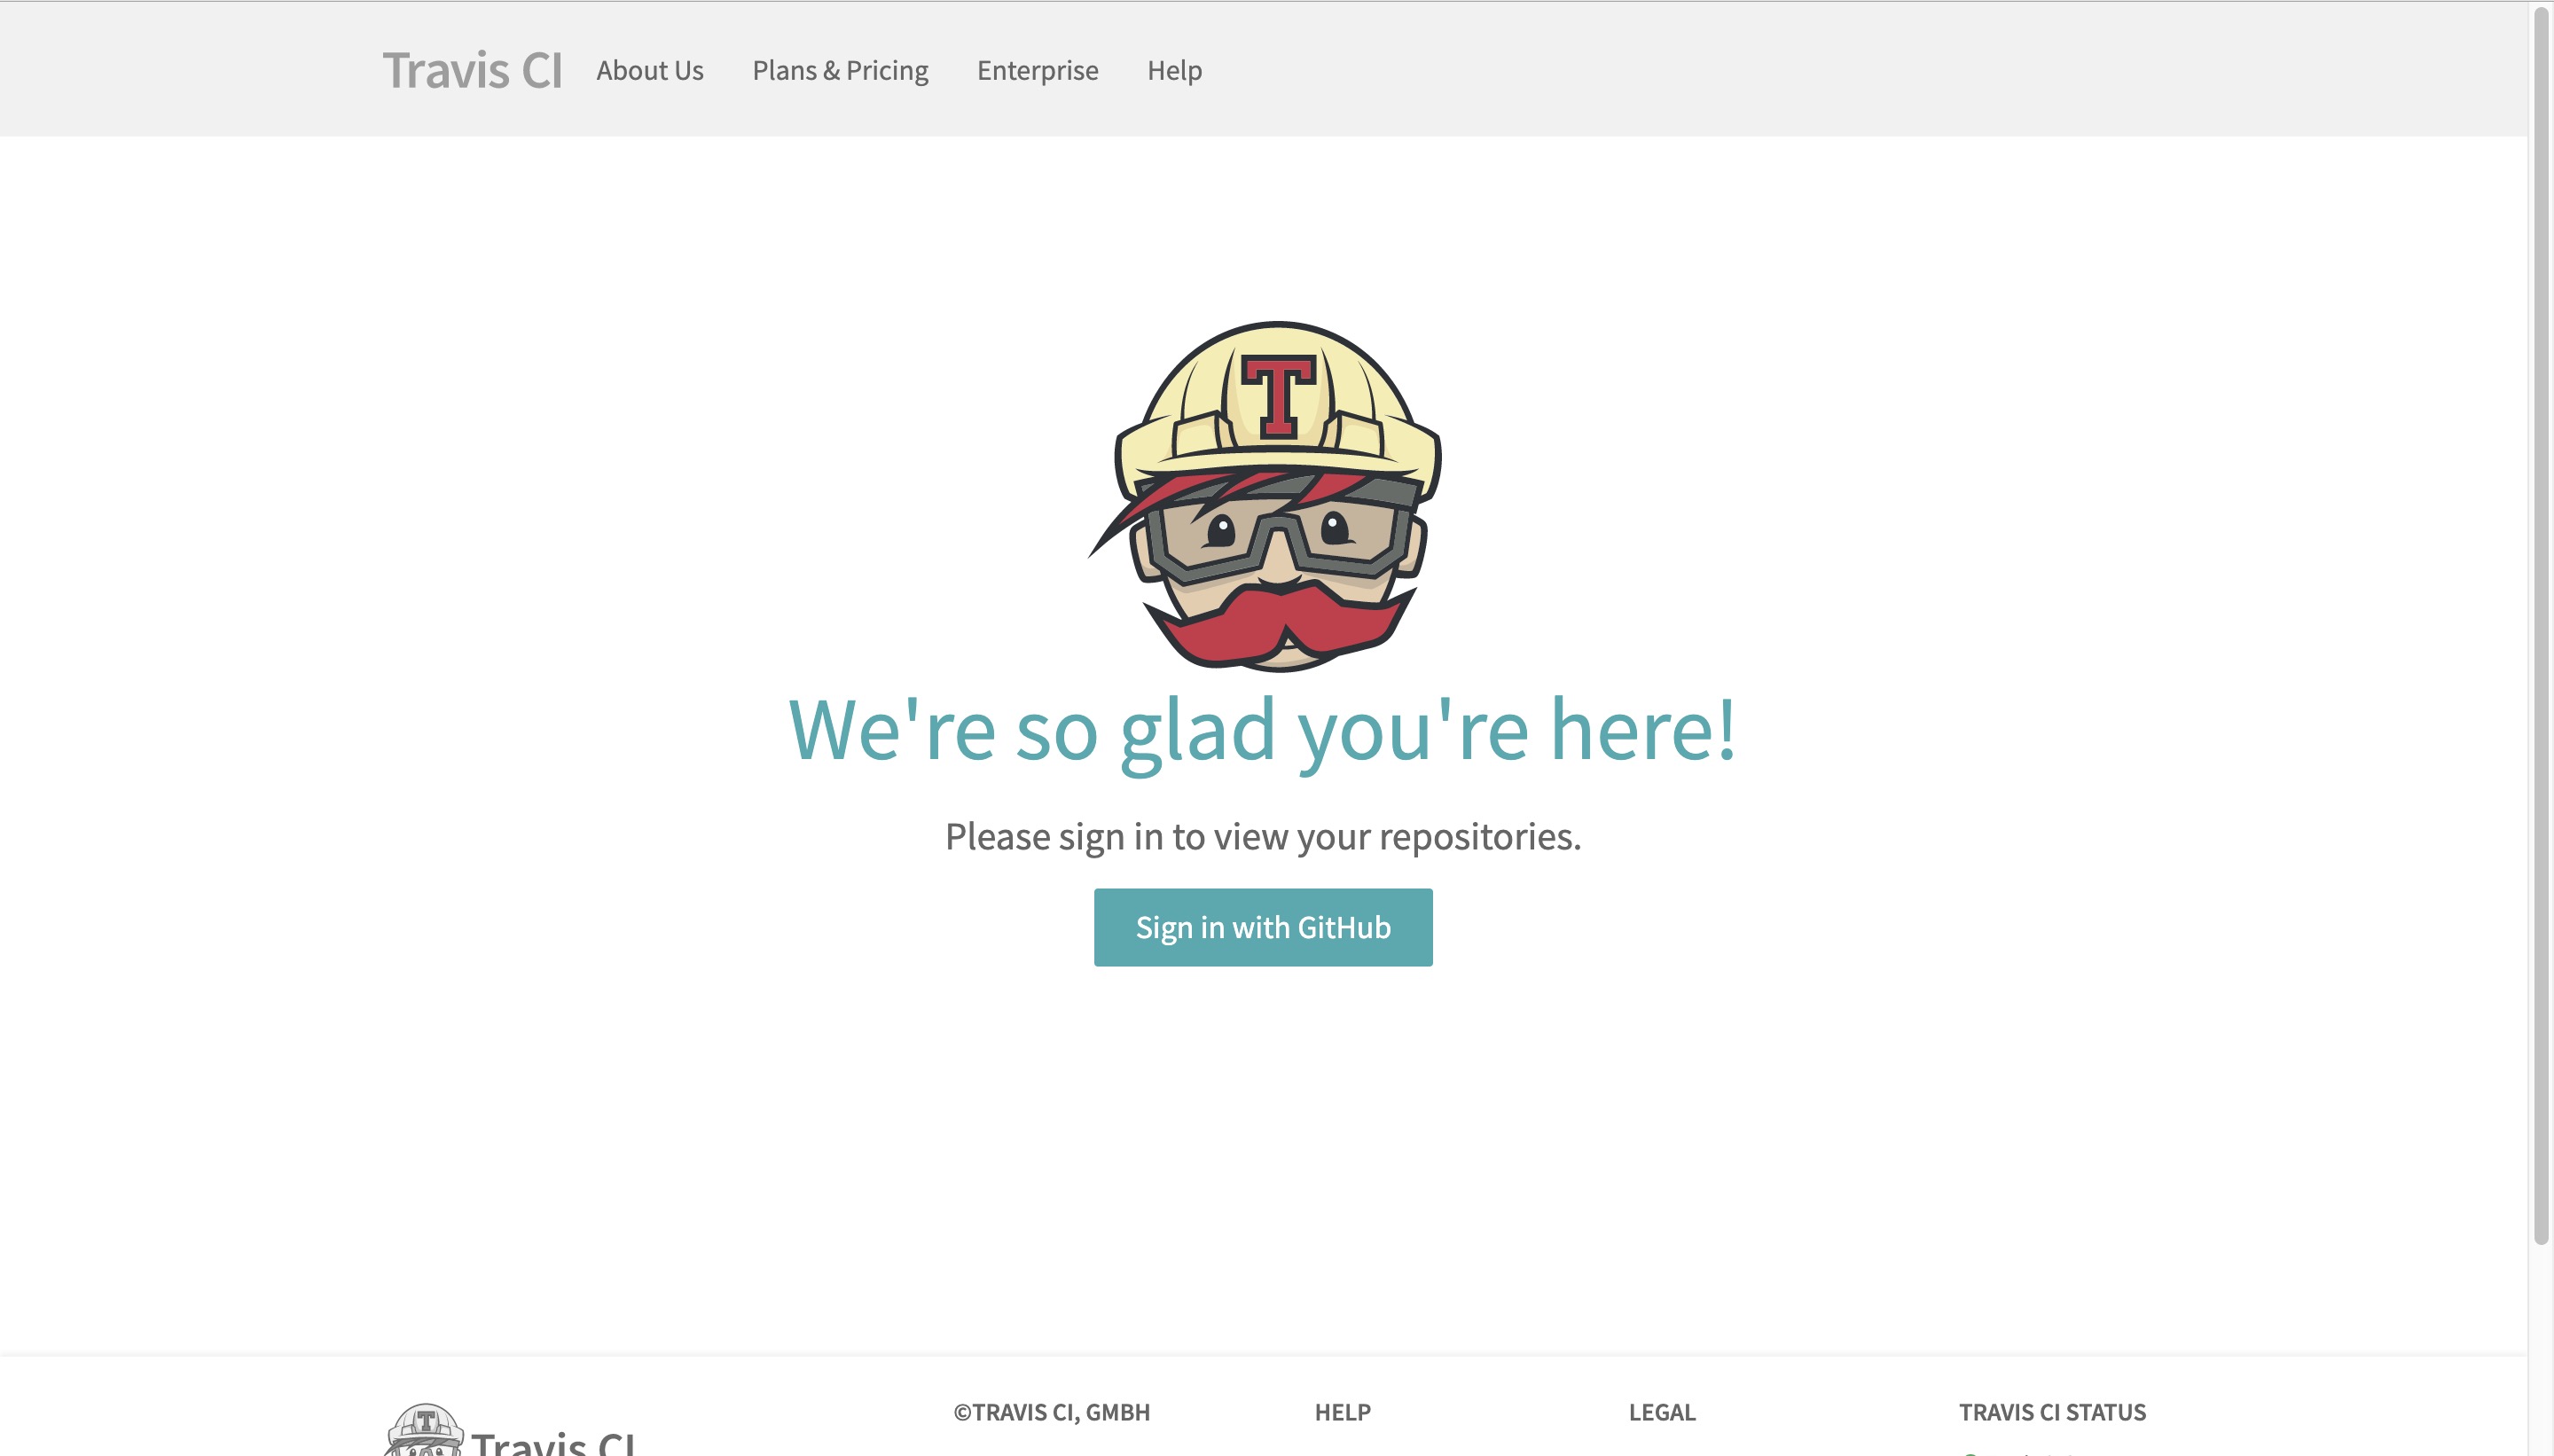 Travis CI About Us Plans & Pricing Enterprise Help
T
We're so glad you're here!
Please sign in to view your repositories.
Sign in with GitHub
©TRAVIS CI, GMBH HELP LEGAL TRAVIS CI STATUS
T
Travis CI